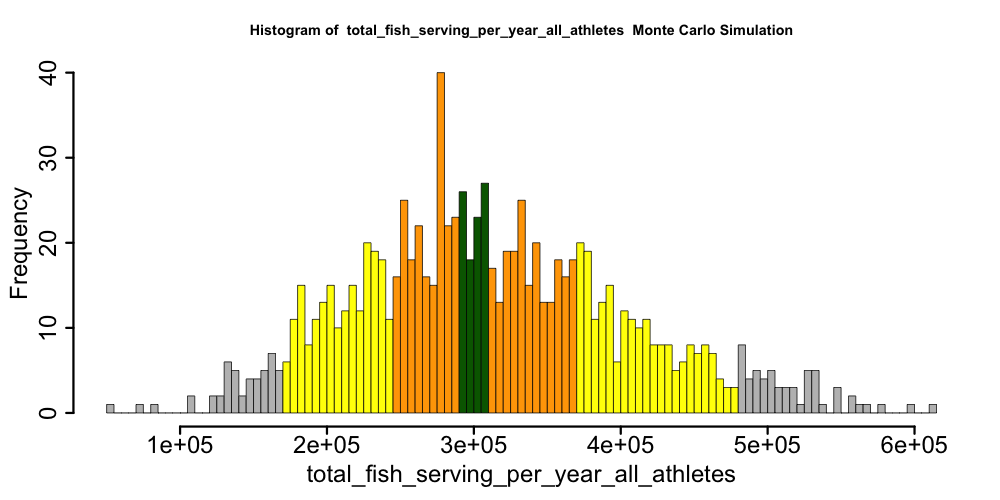 Histogram of total_fish_serving_per_year_all_athletes Monte Carlo Simulation
40
30
20
10
0
Frequency
1e+05 2e+05 3e+05 4e+05 5e+05 6e+05
total_fish_serving_per_year_all_athletes